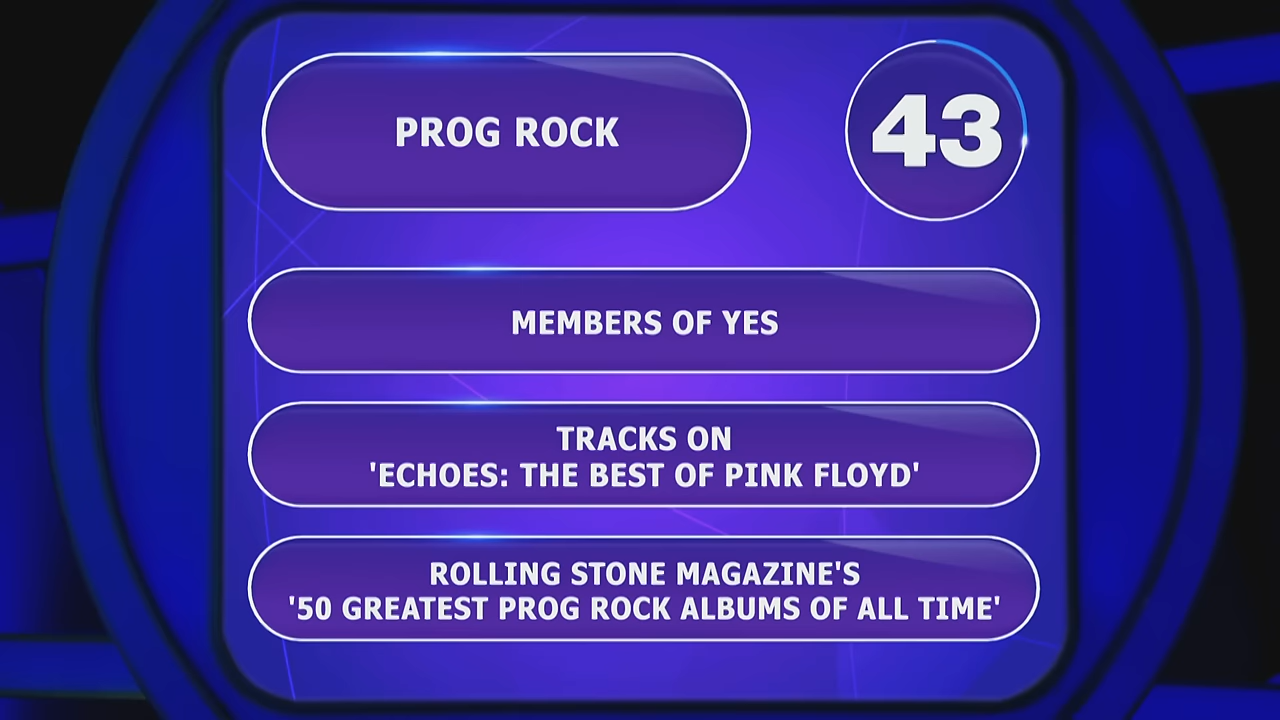 PROG ROCK
43
MEMBERS OF YES
TRACKS ON
'ECHOES: THE BEST OF PINK FLOYD'
ROLLING STONE MAGAZINE'S
'50 GREATEST PROG ROCK ALBUMS OF ALL TIME'